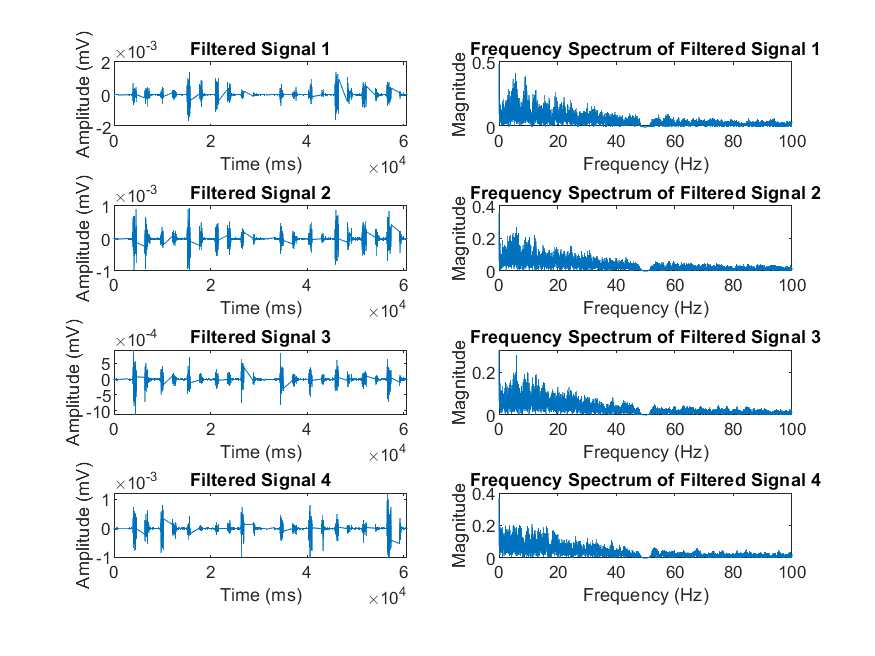 Filtered Signal 1
×10-3
Amplitude (mV)
2
0
-2
0 2 4 6
Time (ms)
×104
Frequency Spectrum of Filtered Signal 1
Magnitude
0.5
0
0 20 40 60 80 100
Frequency (Hz)
Filtered Signal 2
×10-3
Amplitude (mV)
1
0
-1
0 2 4 6
Time (ms)
×104
Frequency Spectrum of Filtered Signal 2
Magnitude
0.4
0.2
0
0 20 40 60 80 100
Frequency (Hz)
Filtered Signal 3
×10-4
Amplitude (mV)
5
0
-5
-10
0 2 4 6
Time (ms)
×104
Frequency Spectrum of Filtered Signal 3
Magnitude
0.2
0
0 20 40 60 80 100
Frequency (Hz)
Filtered Signal 4
×10-3
Amplitude (mV)
1
0
-1
0 2 4 6
Time (ms)
×104
Frequency Spectrum of Filtered Signal 4
Magnitude
0.4
0.2
0
0 20 40 60 80 100
Frequency (Hz)